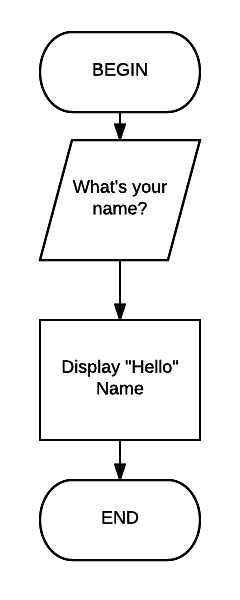 BEGIN
What's your
name?
Display "Hello"
Name
END